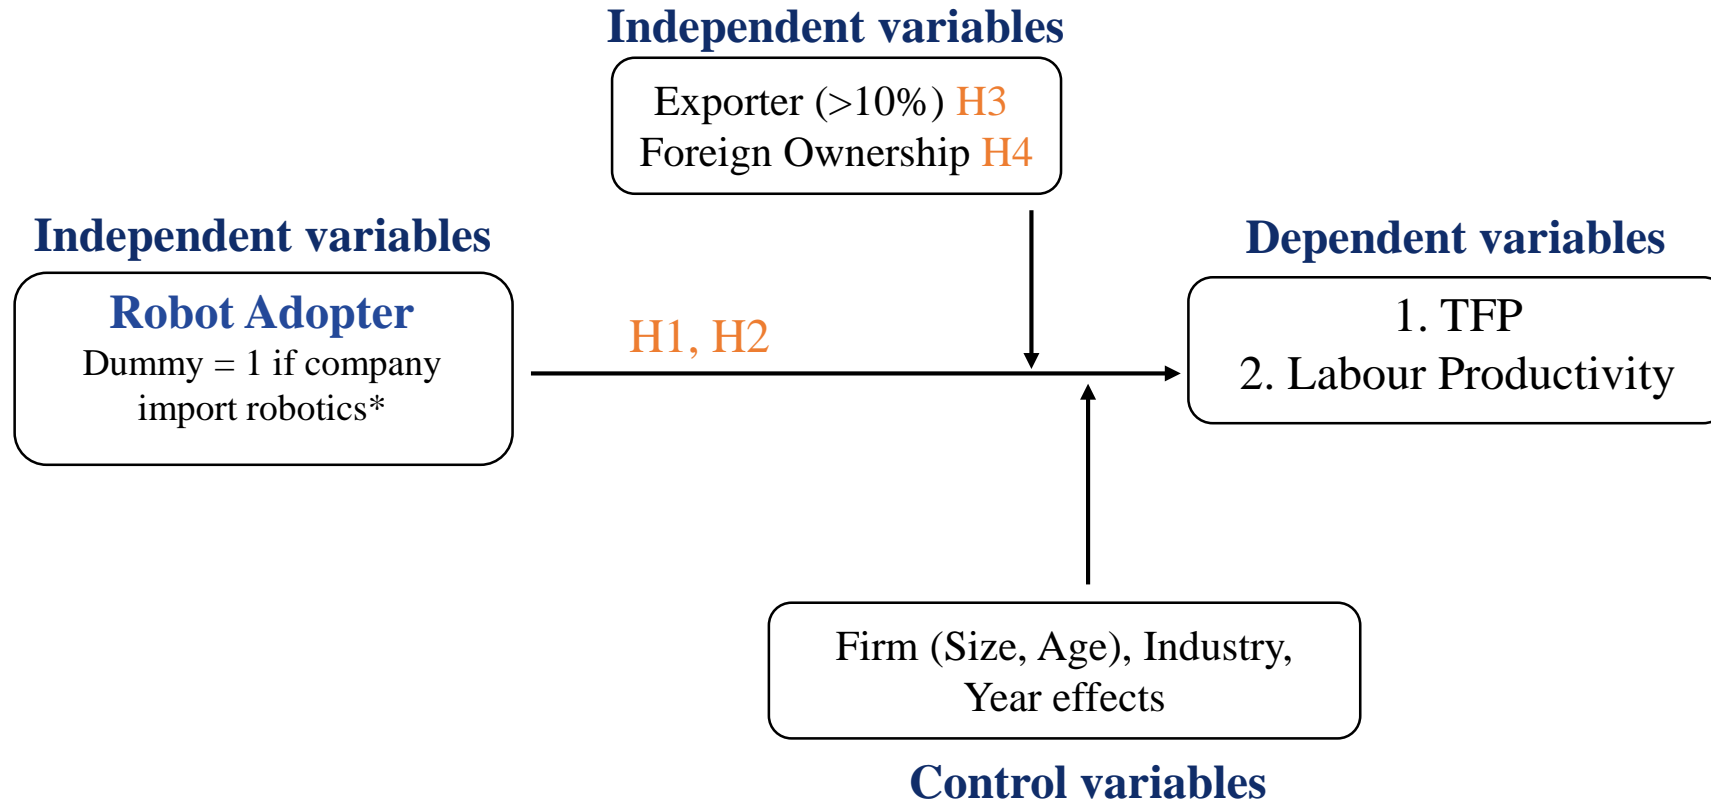 Independent variables
Exporter (>10%) H3
Foreign Ownership H4
Independent variables
Robot Adopter
Dummy = 1 if company
import robotics*
H1, H2
Dependent variables
1. TFP
2. Labour Productivity
Firm (Size, Age), Industry,
Year effects
Control variables